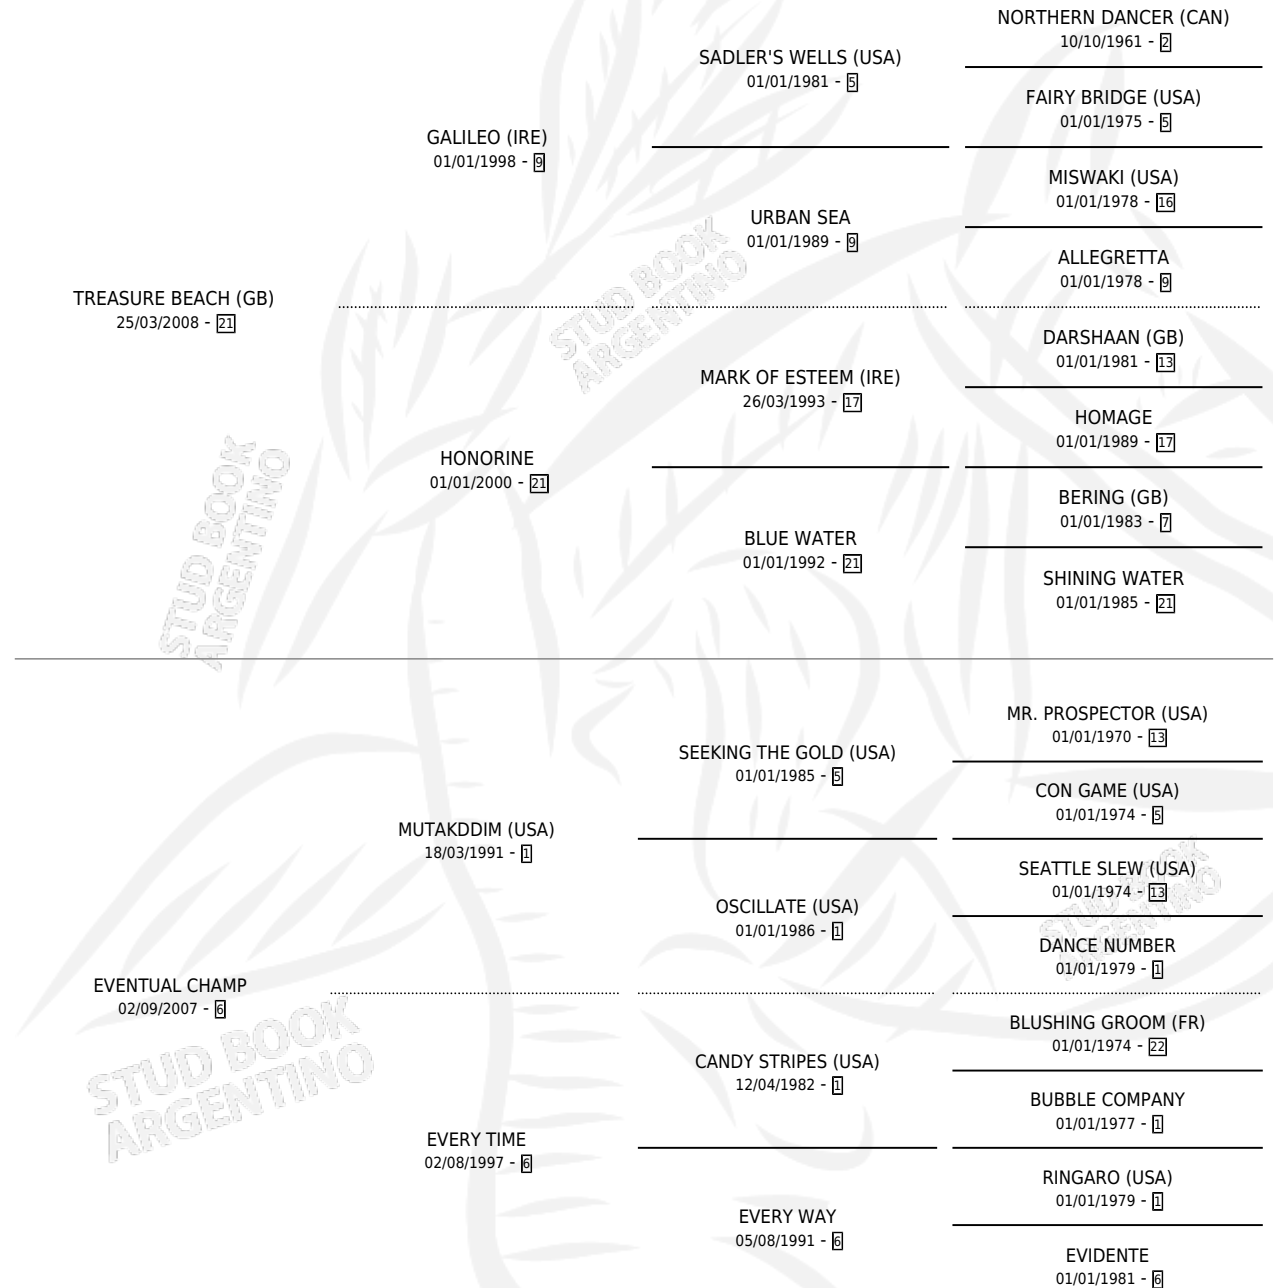 NORTHERN DANCER (CAN)
10/10/1961 - 2
SADLER'S WELLS (USA)
01/01/1981 - 5
FAIRY BRIDGE (USA)
01/01/1975 - 5
GALILEO (IRE)
01/01/1998 - 9
MISWAKI (USA)
01/01/1978 - 16
URBAN SEA
01/01/1989 - 9
ALLEGRETTA
01/01/1978 - 9
TREASURE BEACH (GB)
25/03/2008 - 21
DARSHAAN (GB)
01/01/1981 - 13
MARK OF ESTEEM (IRE)
26/03/1993 - 17
HOMAGE
01/01/1989 - 17
HONORINE
01/01/2000 - 21
BERING (GB)
01/01/1983 - 7
BLUE WATER
01/01/1992 - 21
SHINING WATER
01/01/1985 - 21
MR. PROSPECTOR (USA)
01/01/1970 - 13
SEEKING THE GOLD (USA)
01/01/1985 - 5
CON GAME (USA)
01/01/1974 - 5
MUTAKDDIM (USA)
18/03/1991 - 1
SEATTLE SLEW (USA)
01/01/1974 - 13
OSCILLATE (USA)
01/01/1986 - 1
DANCE NUMBER
01/01/1979 - 1
EVENTUAL CHAMP
02/09/2007 - 6
BLUSHING GROOM (FR)
01/01/1974 - 22
CANDY STRIPES (USA)
12/04/1982 - 1
BUBBLE COMPANY
01/01/1977 - 1
EVERY TIME
02/08/1997 - 6
RINGARO (USA)
01/01/1979 - 1
EVERY WAY
05/08/1991 - 6
EVIDENTE
01/01/1981 - 6
STUD BOOK
ARGENTINO
STUD BOOK
ARGENTINO
STUD BOOK
ARGENTINO
STUD BOOK
ARGENTINO